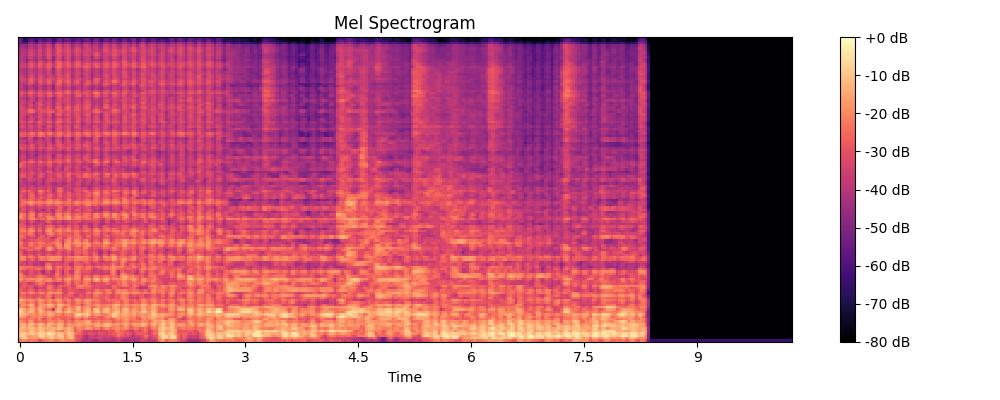 Mel Spectrogram
+0 dB
-10 dB
-20 dB
-30 dB
-40 dB
-50 dB
-60 dB
-70 dB
-80 dB
0 1.5 3 4.5 6 7.5 9
Time